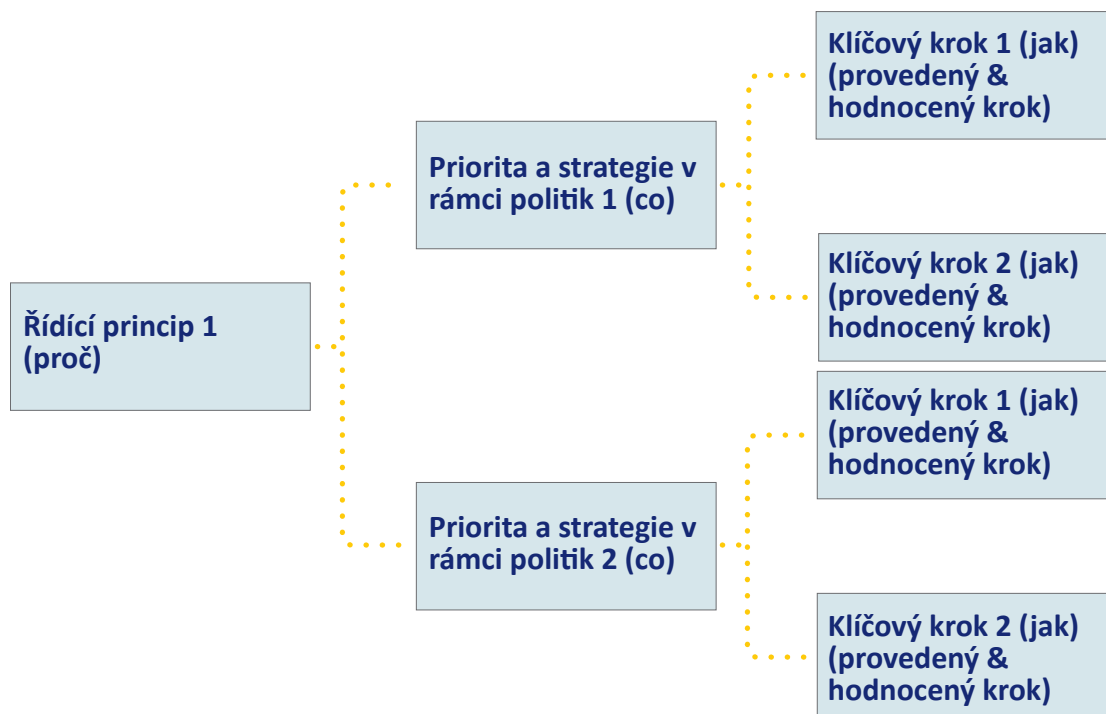 Řídící princip 1
(proč)
Priorita a strategie v
rámci politik 1 (co)
Klíčový krok 1 (jak)
(provedený &
hodnocený krok)
Klíčový krok 2 (jak)
(provedený &
hodnocený krok)
Priorita a strategie v
rámci politik 2 (co)
Klíčový krok 1 (jak)
(provedený &
hodnocený krok)
Klíčový krok 2 (jak)
(provedený &
hodnocený krok)